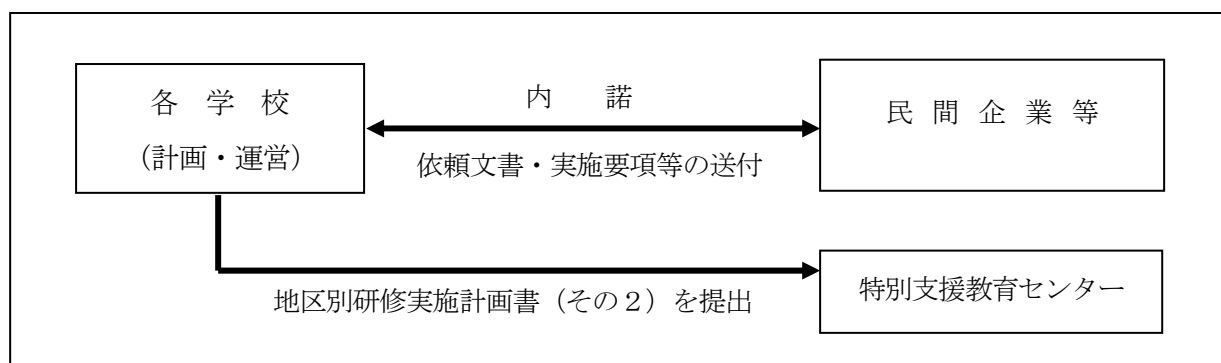 各　学　校
（計画・運営）
内　　諾
依頼文書・実施要項等の送付
民　間　企　業　等
地区別研修実施計画書（その２）を提出
特別支援教育センター